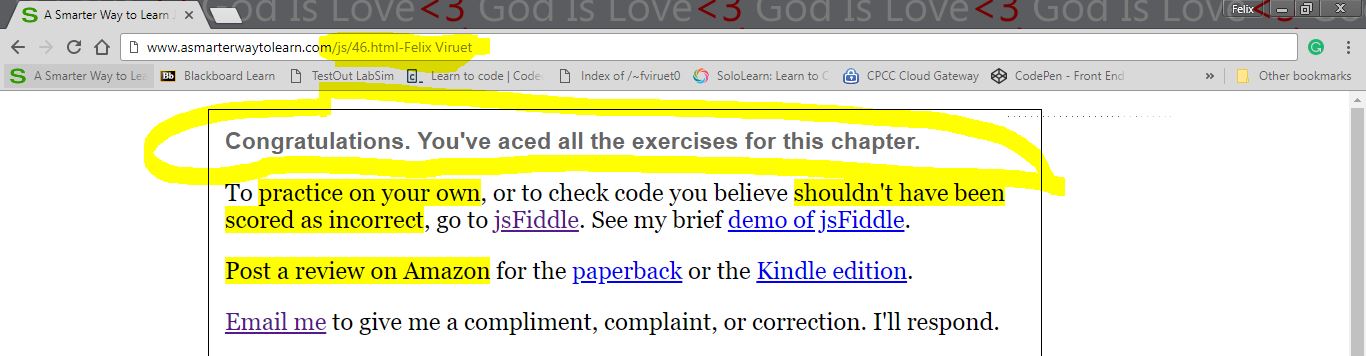 God Is Love<3 God Is Love<3 God Is Love<3
Felix
A Smarter Way to Learn
www.asmarterwaytolearn.com/js/46.html-Felix Viruet
S A Smarter Way to Lea Bb Blackboard Learn TestOut LabSim Learn to code | Code Index of /~fviruet0 SoloLearn: Learn to C CPCC Cloud Gateway CodePen - Front End » Other bookmarks
Congratulations. You've aced all the exercises for this chapter.
To practice on your own, or to check code you believe shouldn't have been
scored as incorrect, go to jsFiddle. See my brief demo of jsFiddle.
Post a review on Amazon for the paperback or the Kindle edition.
Email me to give me a compliment, complaint, or correction. I'll respond.